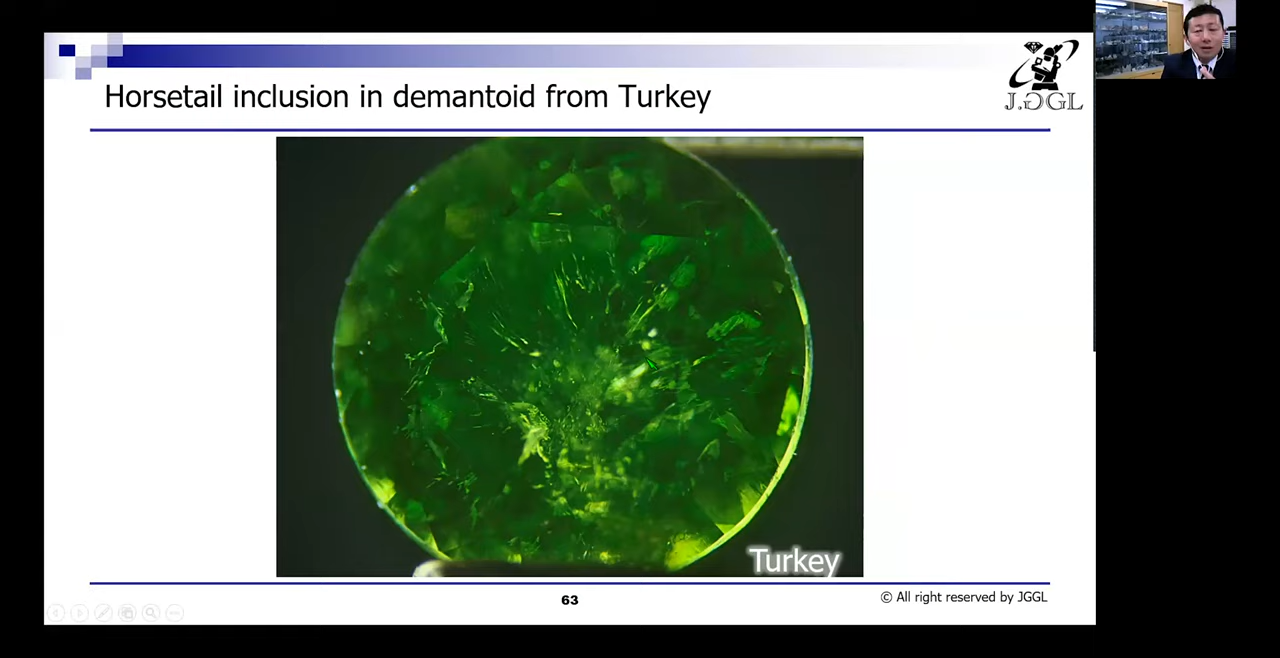 Horsetail inclusion in demantoid from Turkey
J.GGL
Turkey
63
© All right reserved by JGGL